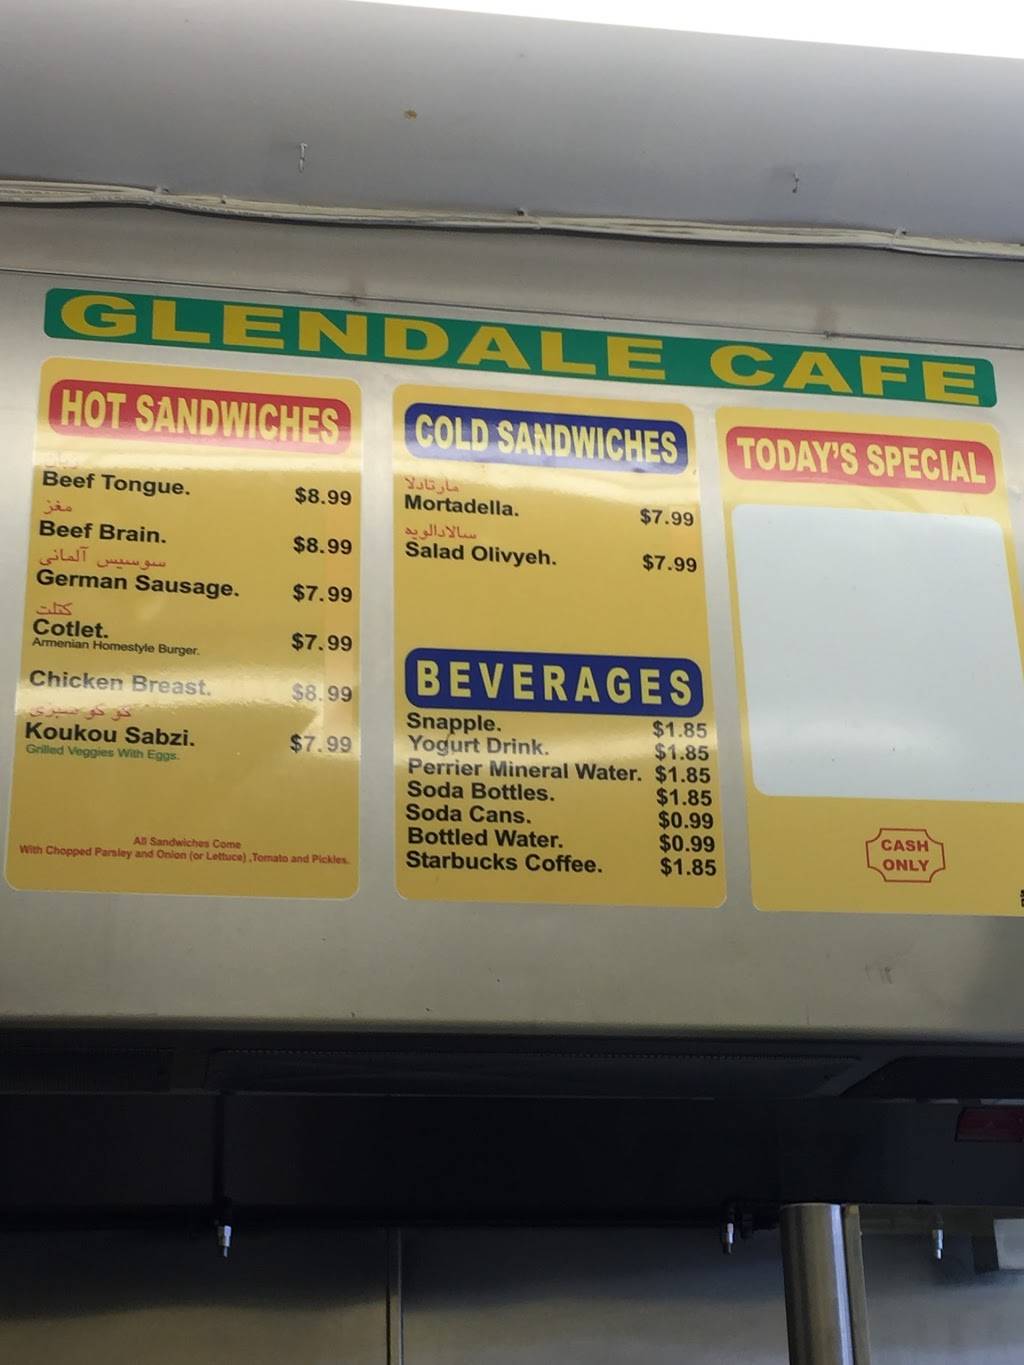 GLENDALE CAFE
HOT SANDWICHES
زبان
Beef Tongue. $8.99
مغز
Beef Brain. $8.99
سوسیس آلمانی
German Sausage. $7.99
کتلت
Cotlet. $7.99
Armenian Homestyle Burger.
Chicken Breast. $8.99
کو کو سبزی
Koukou Sabzi. $7.99
Grilled Veggies With Eggs.
All Sandwiches Come
With Chopped Parsley and Onion (or Lettuce) ,Tomato and Pickles.
COLD SANDWICHES
مارتادلا
Mortadella. $7.99
سالادالویه
Salad Olivyeh. $7.99
BEVERAGES
Snapple. $1.85
Yogurt Drink. $1.85
Perrier Mineral Water. $1.85
Soda Bottles. $1.85
Soda Cans. $0.99
Bottled Water. $0.99
Starbucks Coffee. $1.85
TODAY'S SPECIAL
CASH
ONLY